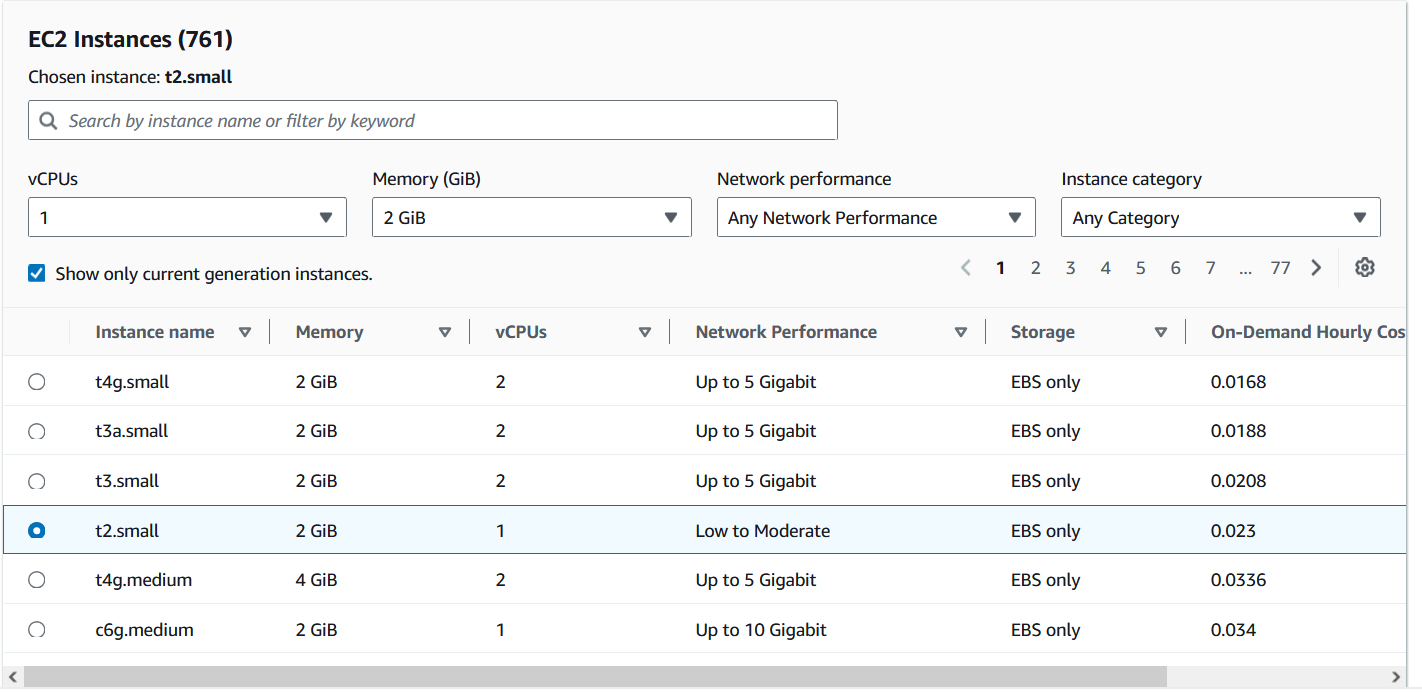 EC2 Instances (761)
Chosen instance: t2.small
Search by instance name or filter by keyword
vCPUs Memory (GiB) Network performance Instance category
1 2 GiB Any Network Performance Any Category
Show only current generation instances. 1 2 3 4 5 6 7 ... 77
Instance name Memory vCPUs Network Performance Storage On-Demand Hourly Cos
t4g.small 2 GiB 2 Up to 5 Gigabit EBS only 0.0168
t3a.small 2 GiB 2 Up to 5 Gigabit EBS only 0.0188
t3.small 2 GiB 2 Up to 5 Gigabit EBS only 0.0208
t2.small 2 GiB 1 Low to Moderate EBS only 0.023
t4g.medium 4 GiB 2 Up to 5 Gigabit EBS only 0.0336
c6g.medium 2 GiB 1 Up to 10 Gigabit EBS only 0.034